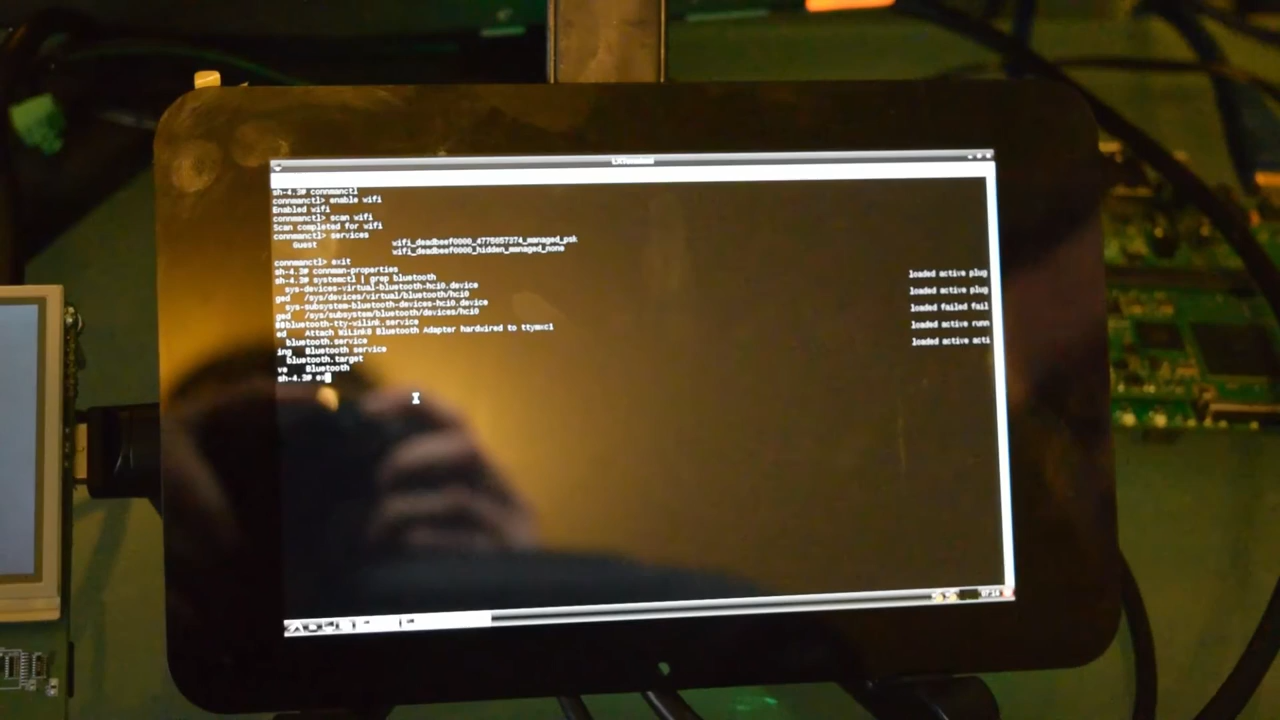 LXTerminal
sh-4.3# connmanctl
connmanctl> enable wifi
Enabled wifi
connmanctl> scan wifi
Scan completed for wifi
connmanctl> services
Guest wifi_deadbeef0000_4775657374_managed_psk
wifi_deadbeef0000_hidden_managed_none
connmanctl> exit
sh-4.3# connman-properties
sh-4.3# systemctl | grep bluetooth
sys-devices-virtual-bluetooth-hci0.device loaded active plug
ged /sys/devices/virtual/bluetooth/hci0
sys-subsystem-bluetooth-devices-hci0.device loaded active plug
ged /sys/subsystem/bluetooth/devices/hci0
bluetooth-tty-wilink.service loaded failed fail
ed Attach WiLink8 Bluetooth Adapter hardwired to ttymxc1
bluetooth.service loaded active runn
ing Bluetooth service
bluetooth.target loaded active acti
ve Bluetooth
sh-4.3# ex
07:14